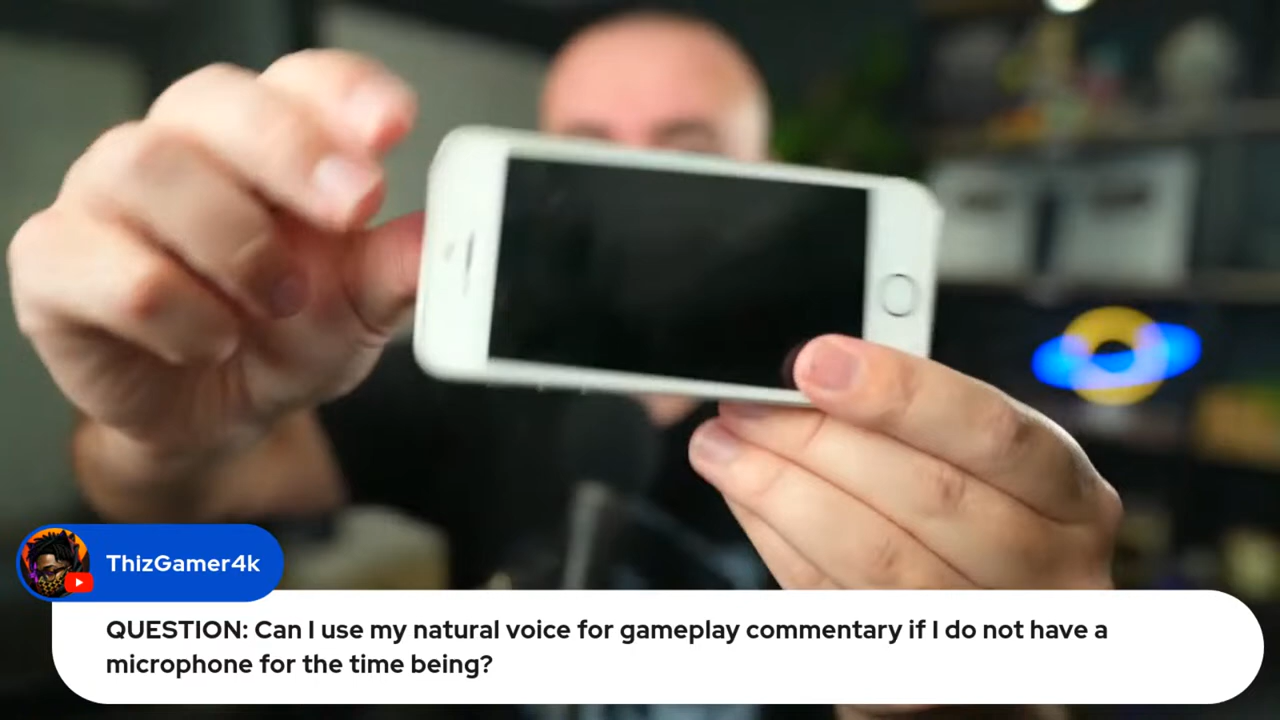 ThizGamer4k
QUESTION: Can I use my natural voice for gameplay commentary if I do not have a
microphone for the time being?